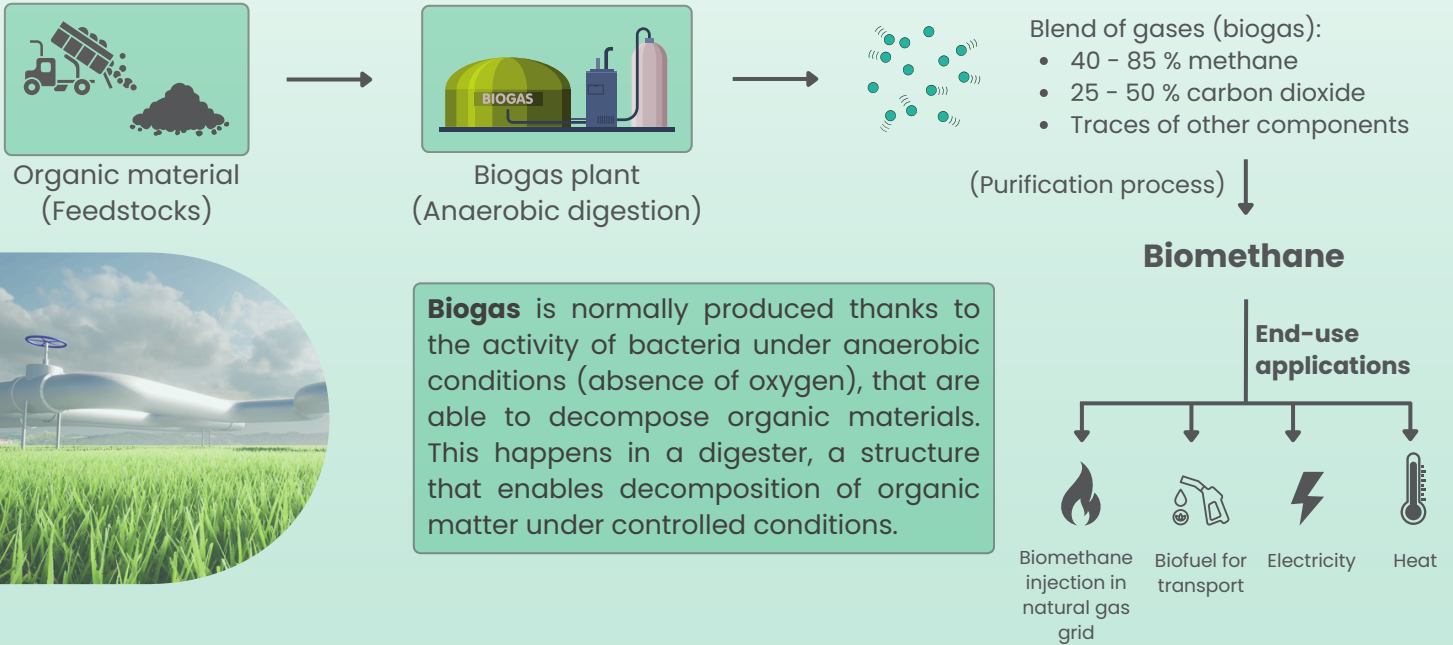 Organic material
(Feedstocks)
BIOGAS
Biogas plant
(Anaerobic digestion)
Blend of gases (biogas):
• 40 - 85 % methane
• 25 - 50 % carbon dioxide
• Traces of other components
(Purification process)
Biomethane
Biogas is normally produced thanks to
the activity of bacteria under anaerobic
conditions (absence of oxygen), that are
able to decompose organic materials.
This happens in a digester, a structure
that enables decomposition of organic
matter under controlled conditions.
End-use
applications
Biomethane
injection in
natural gas
grid
Biofuel for
transport
Electricity
Heat